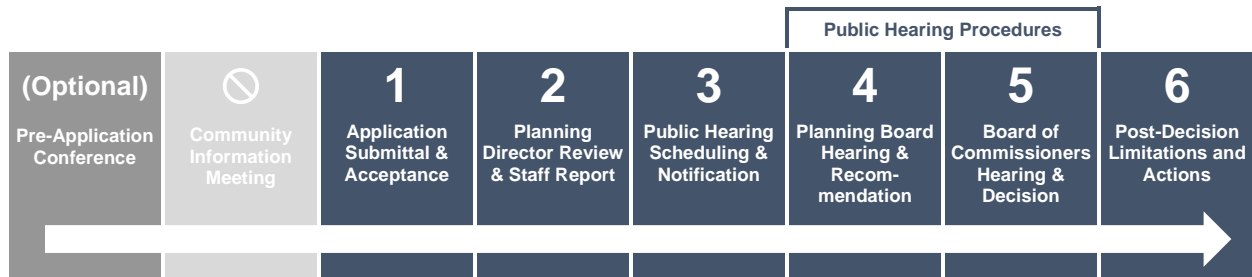 Public Hearing Procedures
(Optional)
Pre-Application
Conference
Community
Information
Meeting
1
Application
Submittal &
Acceptance
2
Planning
Director Review
& Staff Report
3
Public Hearing
Scheduling &
Notification
4
Planning Board
Hearing &
Recom-
mendation
5
Board of
Commissioners
Hearing &
Decision
6
Post-Decision
Limitations and
Actions